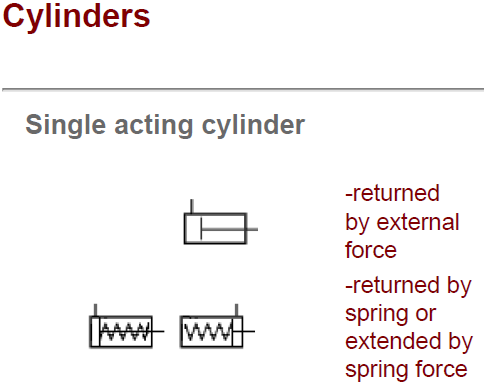 Cylinders
Single acting cylinder
-returned
by external
force
-returned by
spring or
extended by
spring force